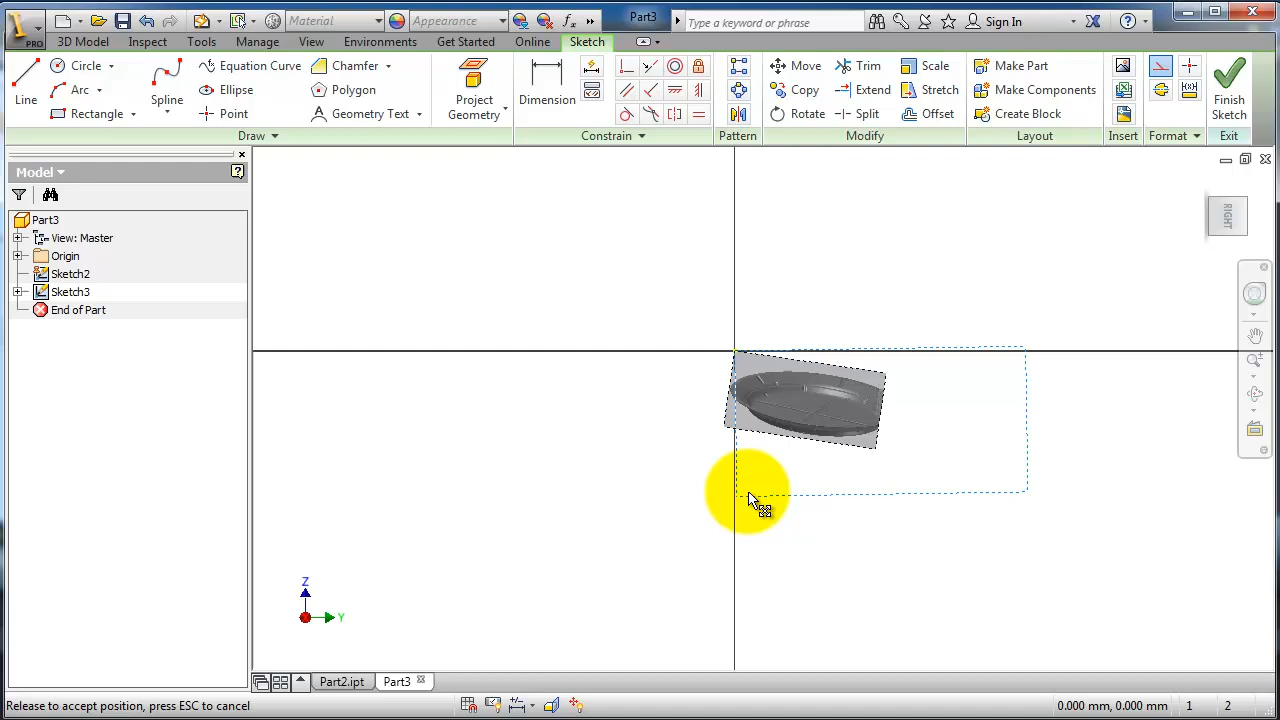 PRO
Material
Appearance
Part3
Type a keyword or phrase
Sign In
3D Model
Inspect
Tools
Manage
View
Environments
Get Started
Online
Sketch
Line
Circle
Arc
Rectangle
Spline
Equation Curve
Ellipse
Point
Chamfer
Polygon
Geometry Text
Project
Geometry
Dimension
Move
Copy
Rotate
Trim
Extend
Split
Scale
Stretch
Offset
Make Part
Make Components
Create Block
Finish
Sketch
Draw
Constrain
Pattern
Modify
Layout
Insert
Format
Exit
Model
Part3
View: Master
Origin
Sketch2
Sketch3
End of Part
RIGHT
Z
Y
Part2.ipt
Part3
Release to accept position, press ESC to cancel
0.000 mm, 0.000 mm
1
2